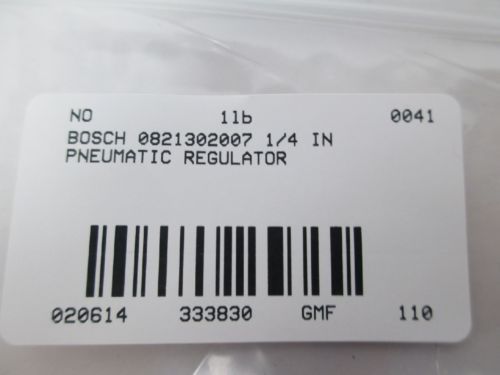 NO 1lb 0041
BOSCH 0821302007 1/4 IN
PNEUMATIC REGULATOR
020614 333830 GMF 110